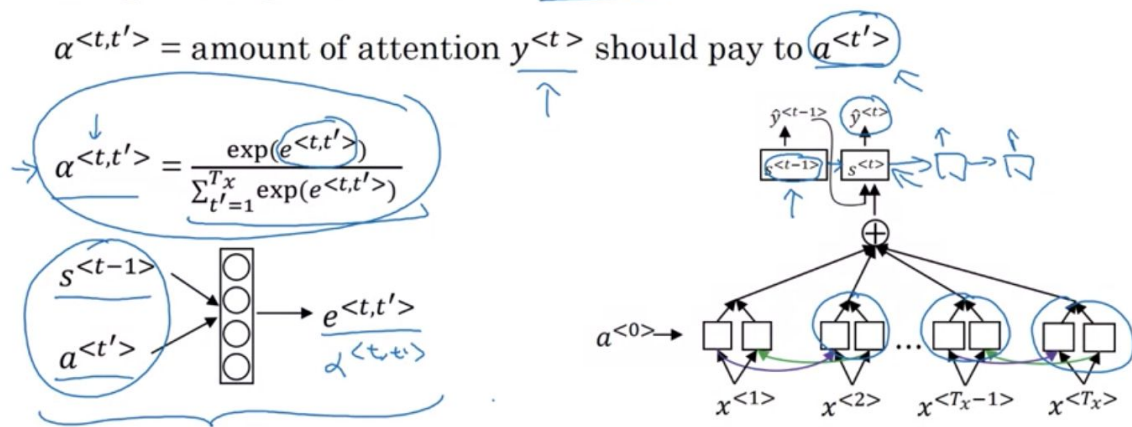 α^{<t,t′>} = amount of attention y^{<t>} should pay to a^{<t′>}
α^{<t,t′>} = exp(e^{<t,t′>}) / ∑_{t′=1}^{T_x} exp(e^{<t,t′>})
s^{<t−1>}
a^{<t′>}
e^{<t,t′>}
α^{<t,t′>}
ŷ^{<t−1>} ŷ^{<t>}
s^{<t−1>} s^{<t>}
+
a^{<0>} ...
x^{<1>} x^{<2>} x^{<T_x−1>} x^{<T_x>}